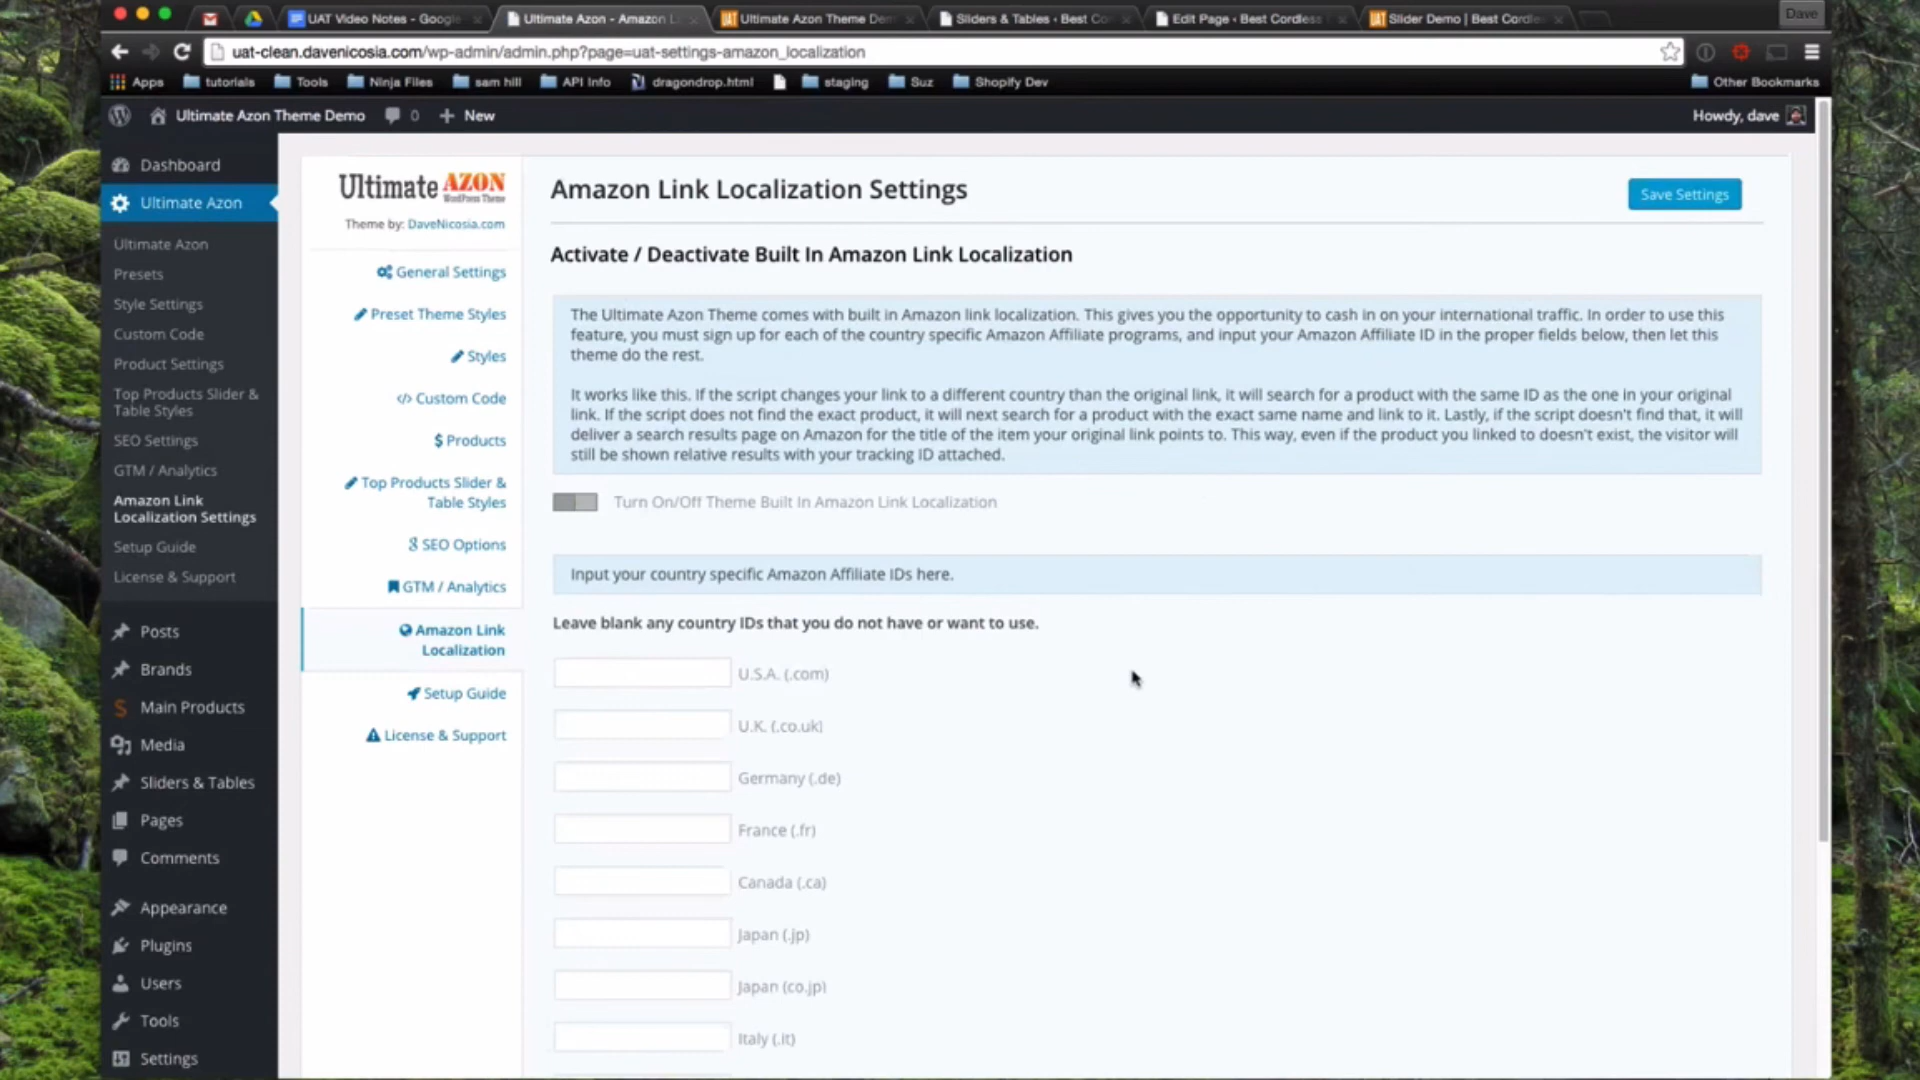 UAT Video Notes - Google
Ultimate Azon - Amazon L
Ultimate Azon Theme Dem
Sliders & Tables ‹ Best Co
Edit Page ‹ Best Cordless
Slider Demo | Best Cordle
Dave
uat-clean.davenicosia.com/wp-admin/admin.php?page=uat-settings-amazon_localization
Apps
tutorials
Tools
Ninja Files
sam hill
API Info
dragondrop.html
staging
Suz
Shopify Dev
Other Bookmarks
Ultimate Azon Theme Demo
0
New
Howdy, dave
Dashboard
Ultimate Azon
Ultimate Azon
Presets
Style Settings
Custom Code
Product Settings
Top Products Slider &
Table Styles
SEO Settings
GTM / Analytics
Amazon Link
Localization Settings
Setup Guide
License & Support
Posts
Brands
Main Products
Media
Sliders & Tables
Pages
Comments
Appearance
Plugins
Users
Tools
Settings
Ultimate AZON
WordPress Theme
Theme by: DaveNicosia.com
General Settings
Preset Theme Styles
Styles
Custom Code
Products
Top Products Slider &
Table Styles
SEO Options
GTM / Analytics
Amazon Link
Localization
Setup Guide
License & Support
Amazon Link Localization Settings
Save Settings
Activate / Deactivate Built In Amazon Link Localization
The Ultimate Azon Theme comes with built in Amazon link localization. This gives you the opportunity to cash in on your international traffic. In order to use this
feature, you must sign up for each of the country specific Amazon Affiliate programs, and input your Amazon Affiliate ID in the proper fields below, then let this
theme do the rest.
It works like this. If the script changes your link to a different country than the original link, it will search for a product with the same ID as the one in your original
link. If the script does not find the exact product, it will next search for a product with the exact same name and link to it. Lastly, if the script doesn't find that, it will
deliver a search results page on Amazon for the title of the item your original link points to. This way, even if the product you linked to doesn't exist, the visitor will
still be shown relative results with your tracking ID attached.
Turn On/Off Theme Built In Amazon Link Localization
Input your country specific Amazon Affiliate IDs here.
Leave blank any country IDs that you do not have or want to use.
U.S.A. (.com)
U.K. (.co.uk)
Germany (.de)
France (.fr)
Canada (.ca)
Japan (.jp)
Japan (co.jp)
Italy (.it)